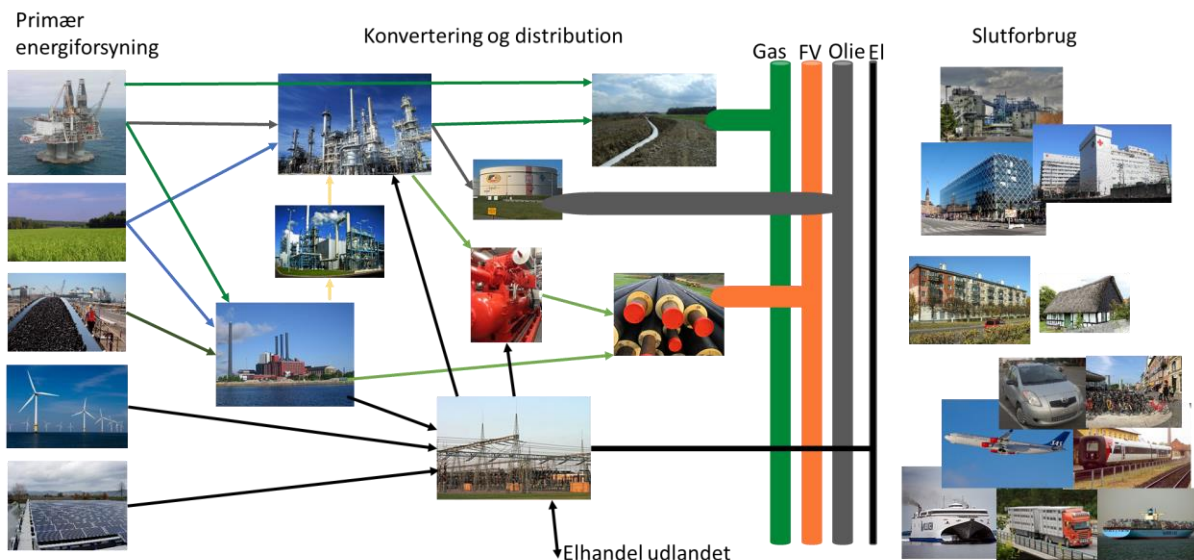 Primær
energiforsyning
Konvertering og distribution
Gas
FV
Olie
El
Slutforbrug
Elhandel udlandet